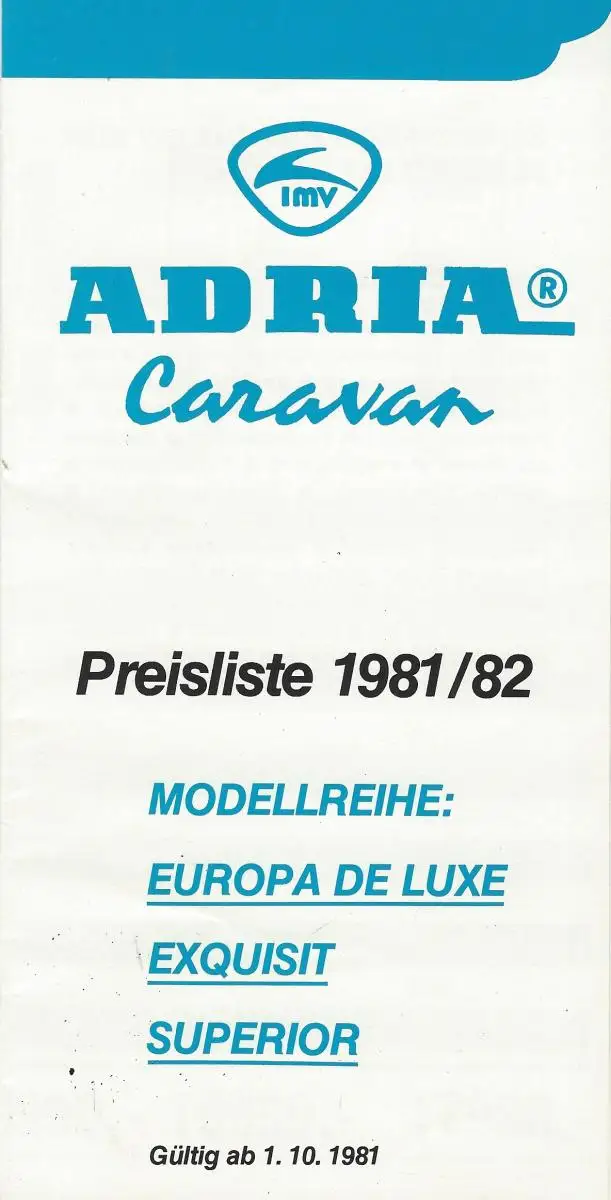 IMV
ADRIA®
Caravan
Preisliste 1981/82
MODELLREIHE:
EUROPA DE LUXE
EXQUISIT
SUPERIOR
Gültig ab 1. 10. 1981